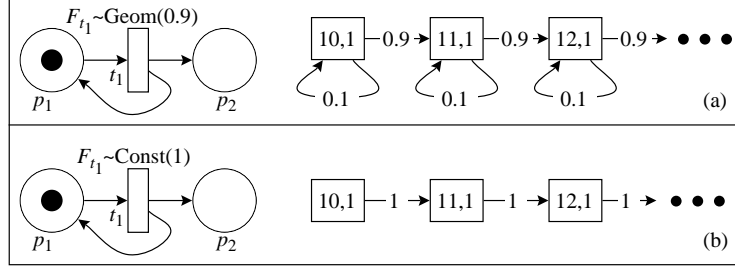 F_{t_1}~Geom(0.9)
t_1
p_1
p_2
10,1 0.9 11,1 0.9 12,1 0.9
0.1 0.1 0.1
(a)
F_{t_1}~Const(1)
t_1
p_1
p_2
10,1 1 11,1 1 12,1 1
(b)